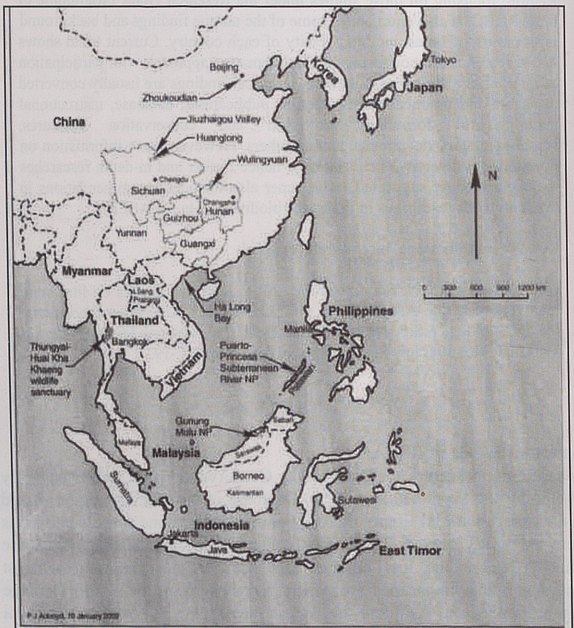 Beijing
Korea
Tokyo
Japan
Zhoukoudian
China
Jiuzhaigou Valley
Huanglong
Wulingyuan
Chengdu
Sichuan
Changsha
Hunan
Guizhou
Yunnan
Guangxi
N
0 300 600 900 1200 km
Myanmar
Laos
Luang
Prabang
Ha Long
Bay
Thailand
Bangkok
Vietnam
Thungyai-
Huai Kha
Khaeng
wildlife
sanctuary
Philippines
Manila
Puerto-
Princesa
Subterranean
River NP
Gunung
Mulu NP
Sabah
Sarawak
Malaya
Malaysia
Borneo
Kalimantan
Sumatra
Sulawesi
Indonesia
Jakarta
Java
East Timor